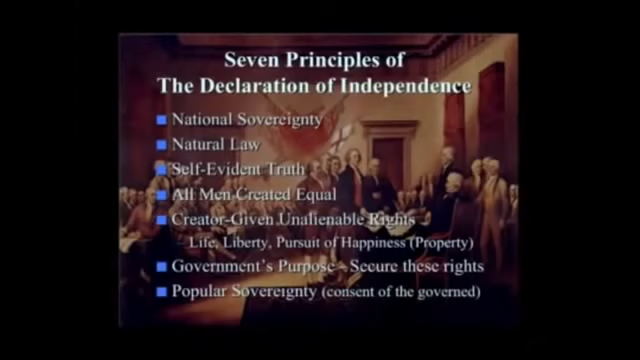 Seven Principles of
The Declaration of Independence
National Sovereignty
Natural Law
Self-Evident Truth
All Men Created Equal
Creator-Given Unalienable Rights
Life, Liberty, Pursuit of Happiness (Property)
Government's Purpose - Secure these rights
Popular Sovereignty (consent of the governed)